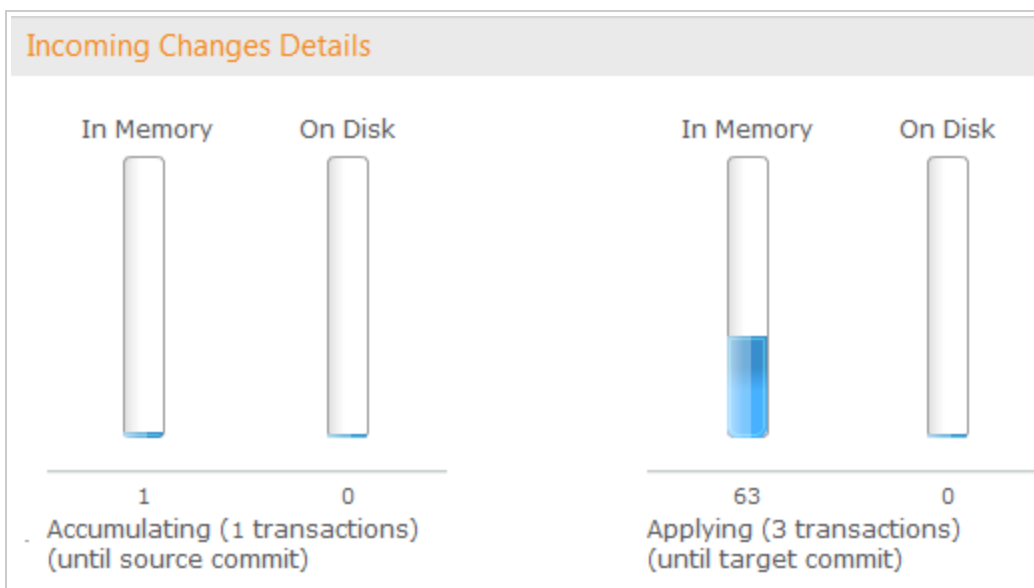 Incoming Changes Details
In Memory On Disk In Memory On Disk
1 0 63 0
Accumulating (1 transactions) Applying (3 transactions)
(until source commit) (until target commit)